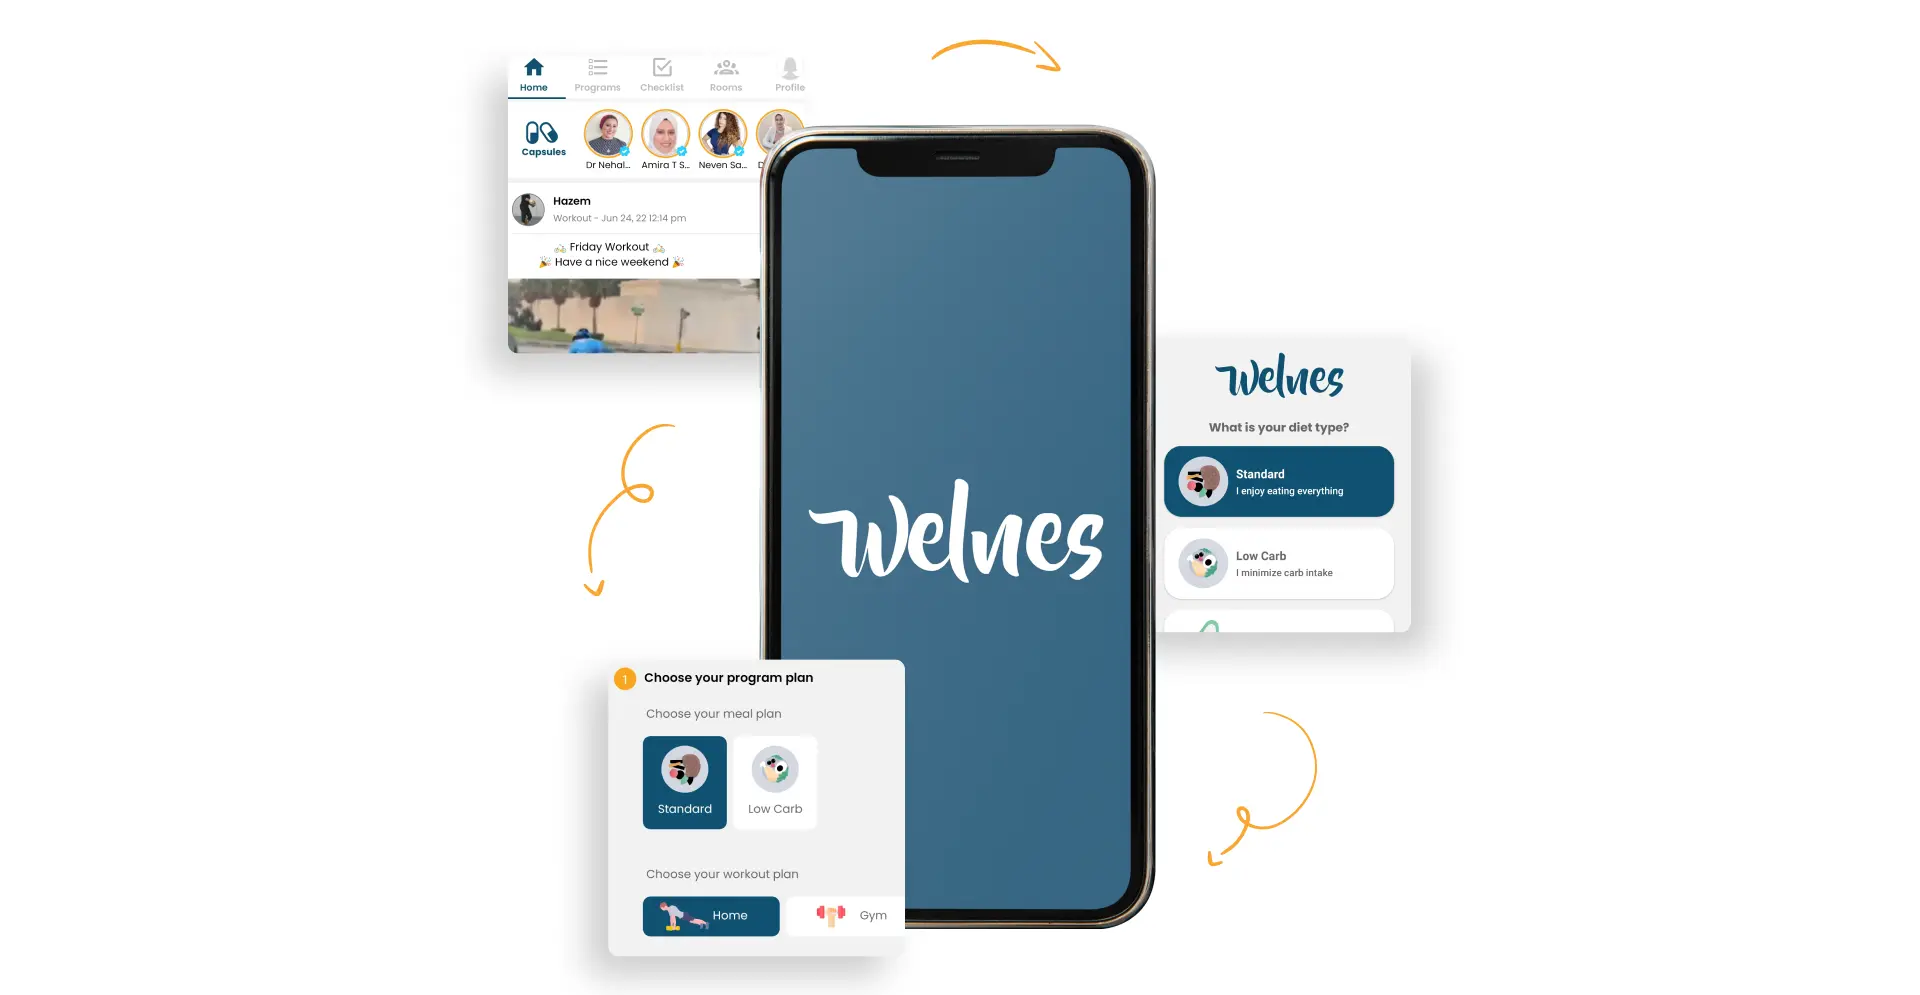 Home Programs Checklist Rooms Profile
Capsules
Dr Nehal... Amira T S... Neven Sa... D
Hazem
Workout - Jun 24, 22 12:14 pm
🚲 Friday Workout 🚲
🎉 Have a nice weekend 🎉
Welnes
Welnes
What is your diet type?
Standard
I enjoy eating everything
Low Carb
I minimize carb intake
1 Choose your program plan
Choose your meal plan
Standard Low Carb
Choose your workout plan
Home Gym